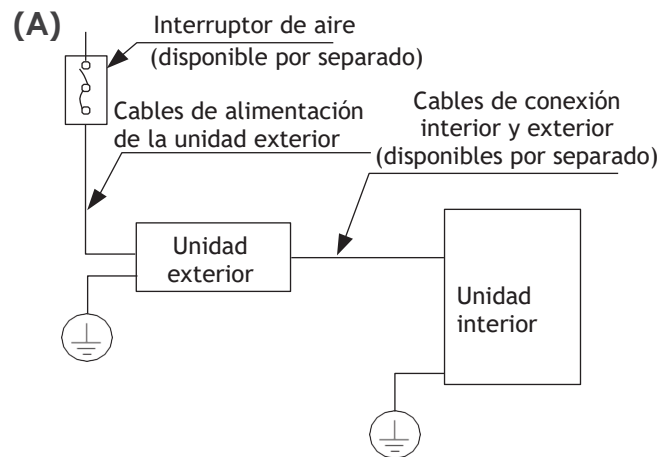 (A)
Interruptor de aire
(disponible por separado)
Cables de alimentación
de la unidad exterior
Cables de conexión
interior y exterior
(disponibles por separado)
Unidad
exterior
Unidad
interior